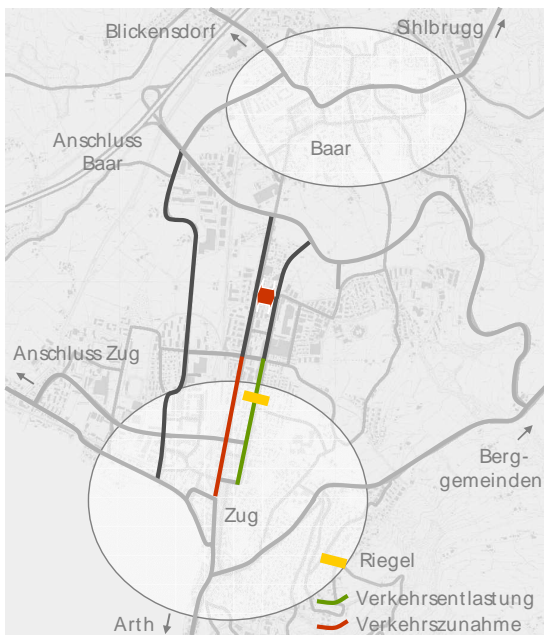 Blickensdorf
Sihlbrugg
Anschluss
Baar
Baar
Anschluss Zug
Berg-
gemeinden
Zug
Riegel
Verkehrsentlastung
Arth
Verkehrszunahme